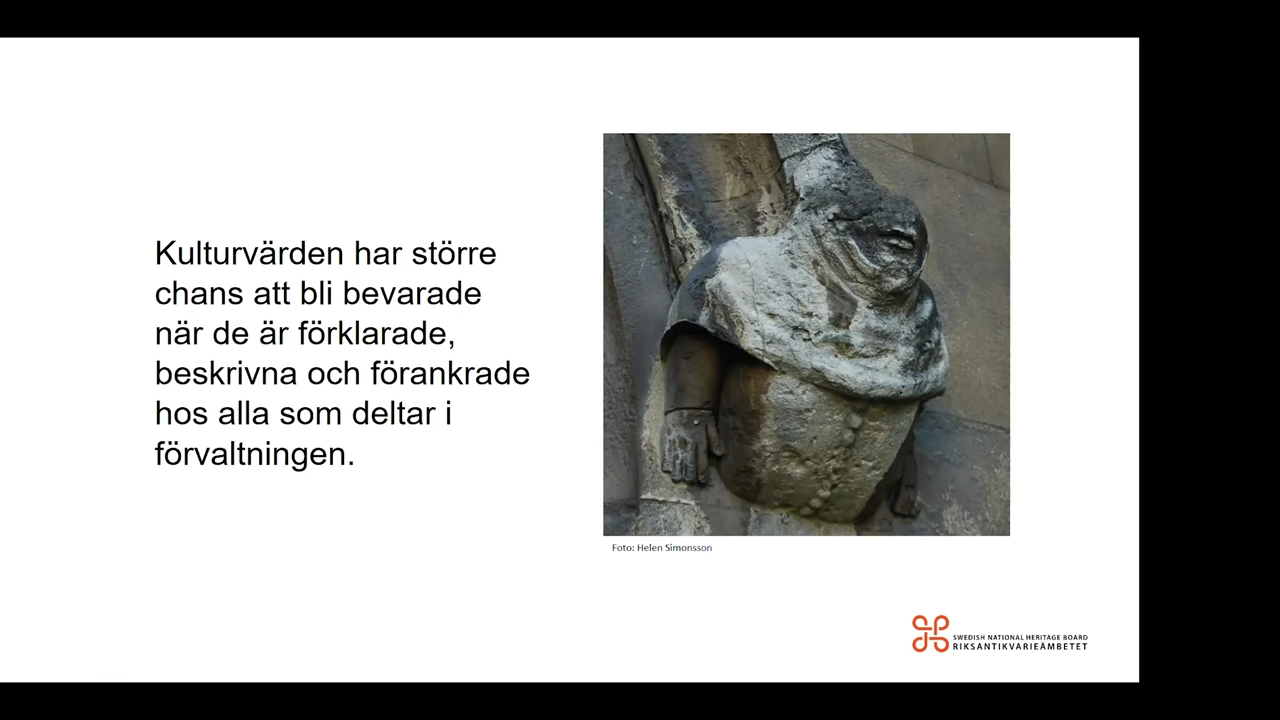 Kulturvärden har större
chans att bli bevarade
när de är förklarade,
beskrivna och förankrade
hos alla som deltar i
förvaltningen.
Foto: Helen Simonsson
SWEDISH NATIONAL HERITAGE BOARD
RIKSANTIKVARIEÄMBETET